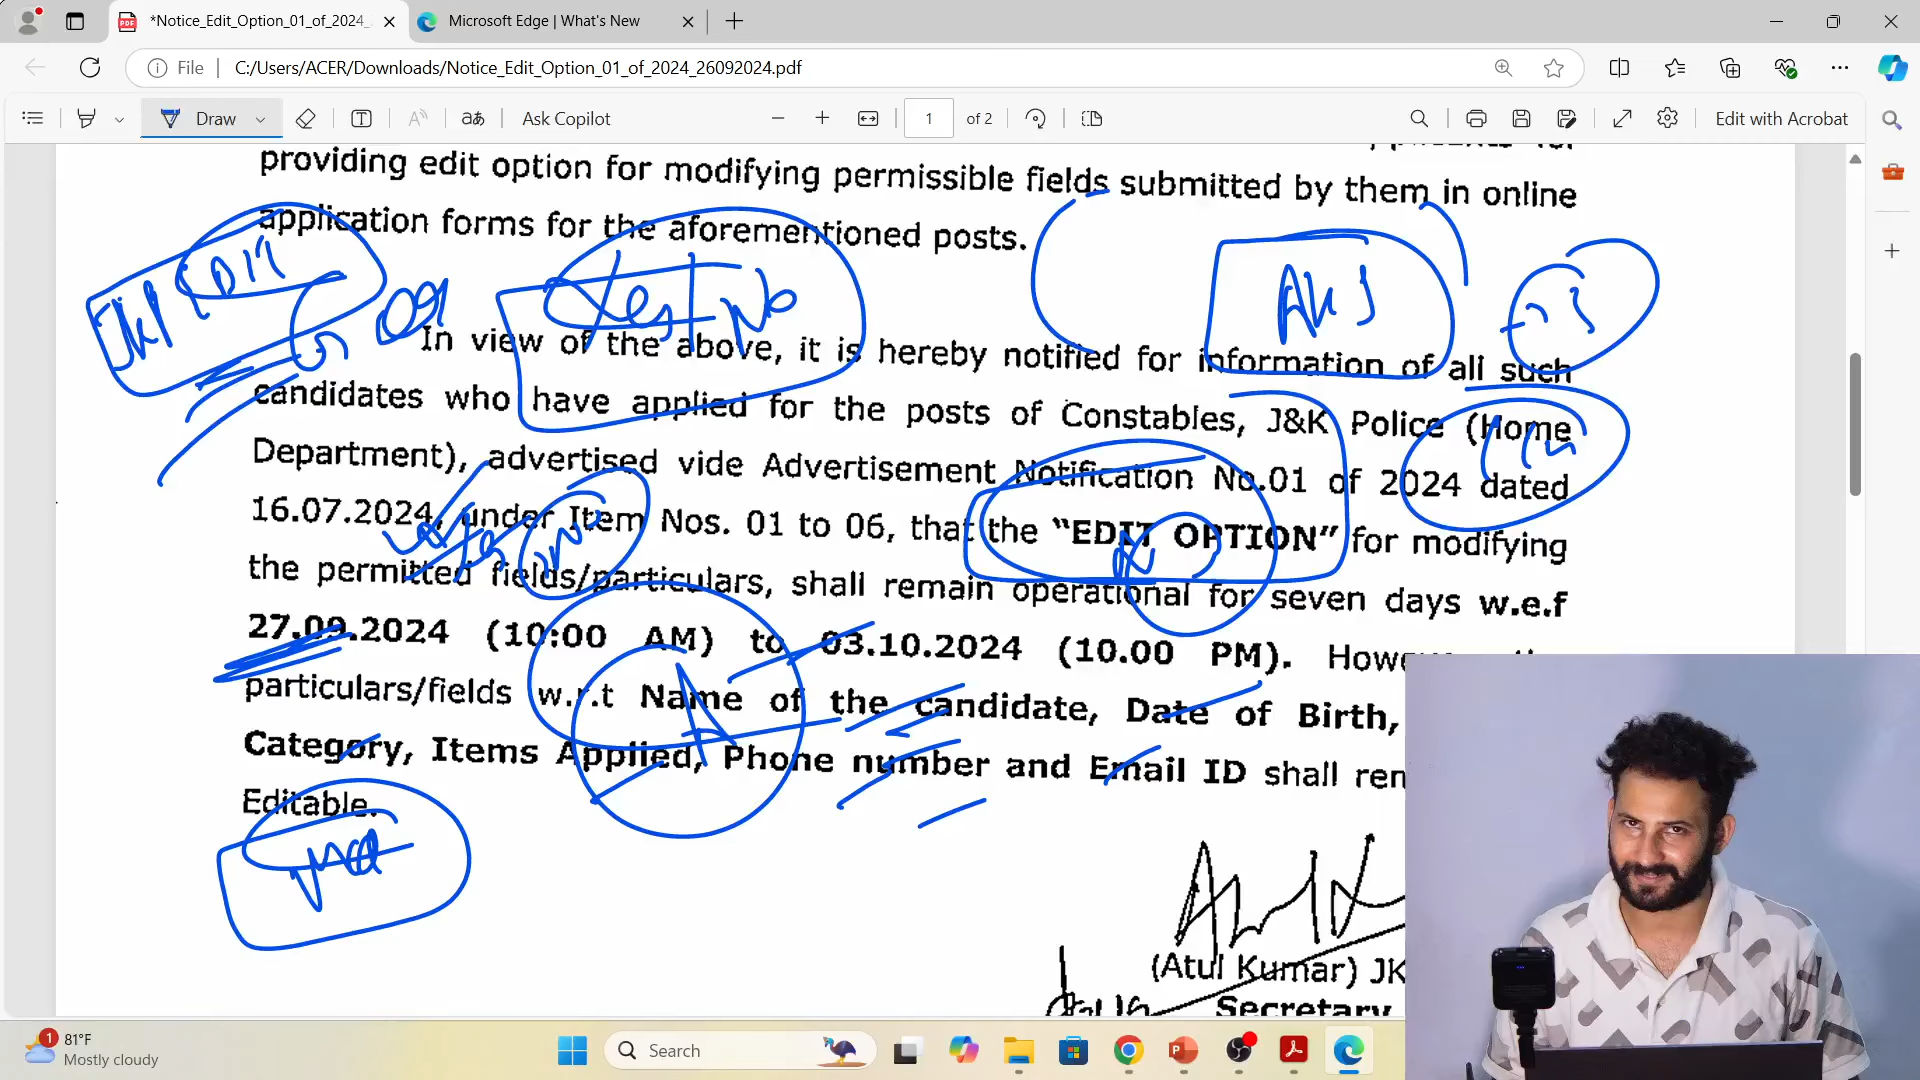 *Notice_Edit_Option_01_of_2024_
Microsoft Edge | What's New
File
C:/Users/ACER/Downloads/Notice_Edit_Option_01_of_2024_26092024.pdf
Draw
aあ
Ask Copilot
1 of 2
Edit with Acrobat
providing edit option for modifying permissible fields submitted by them in online
application forms for the aforementioned posts.
In view of the above, it is hereby notified for information of all such
candidates who have applied for the posts of Constables, J&K Police (Home
Department), advertised vide Advertisement Notification No.01 of 2024 dated
16.07.2024, under Item Nos. 01 to 06, that the "EDIT OPTION" for modifying
the permitted fields/particulars, shall remain operational for seven days w.e.f
27.09.2024 (10:00 AM) to 03.10.2024 (10.00 PM).
particulars/fields w.r.t Name of the candidate, Date of Birth,
Category, Items Applied, Phone number and Email ID shall
Editable.
(Atul Kumar)
Secretary
1
81°F
Mostly cloudy
Search